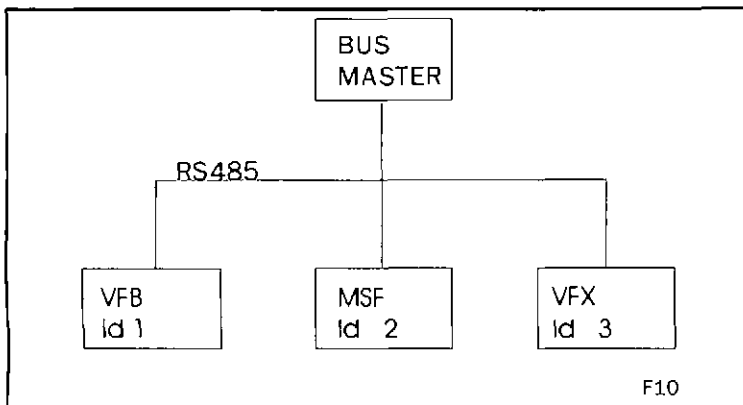 BUS
MASTER
RS485
VFB
Id 1
MSF
Id 2
VFX
Id 3
F10